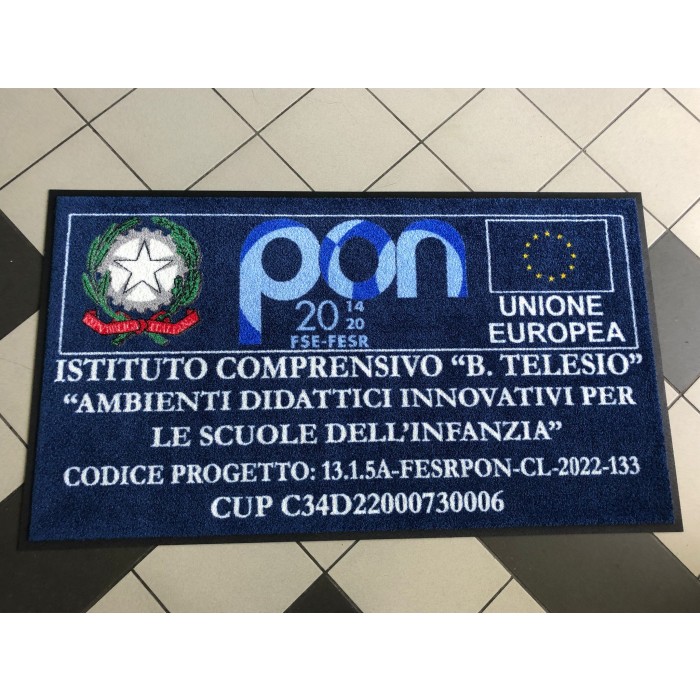 REPVBBLICA ITALIANA
pon
20 14
20
FSE-FESR
UNIONE
EUROPEA
ISTITUTO COMPRENSIVO “B. TELESIO”
“AMBIENTI DIDATTICI INNOVATIVI PER
LE SCUOLE DELL’INFANZIA”
CODICE PROGETTO: 13.1.5A-FESRPON-CL-2022-133
CUP C34D22000730006